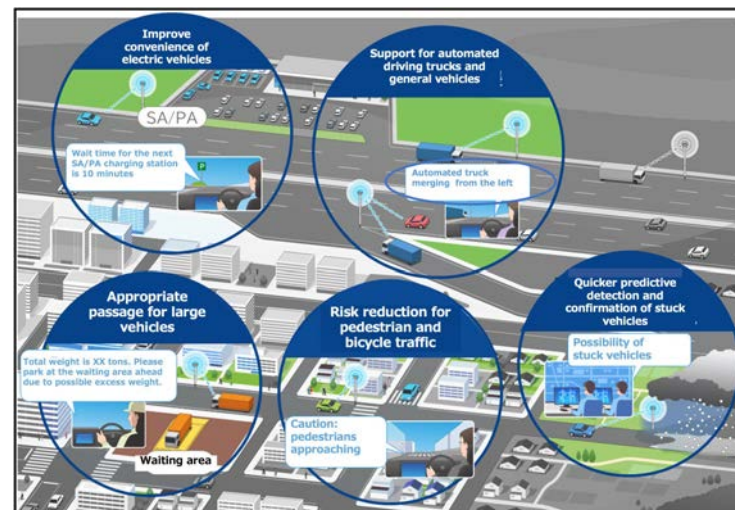 Improve
convenience of
electric vehicles
SA/PA
Wait time for the next
SA/PA charging station
is 10 minutes
P
Support for automated
driving trucks and
general vehicles
Automated truck
merging from the left
Appropriate
passage for large
vehicles
Total weight is XX tons. Please
park at the waiting area ahead
due to possible excess weight.
Waiting area
Risk reduction for
pedestrian and
bicycle traffic
Caution:
pedestrians
approaching
Quicker predictive
detection and
confirmation of stuck
vehicles
Possibility of
stuck vehicles